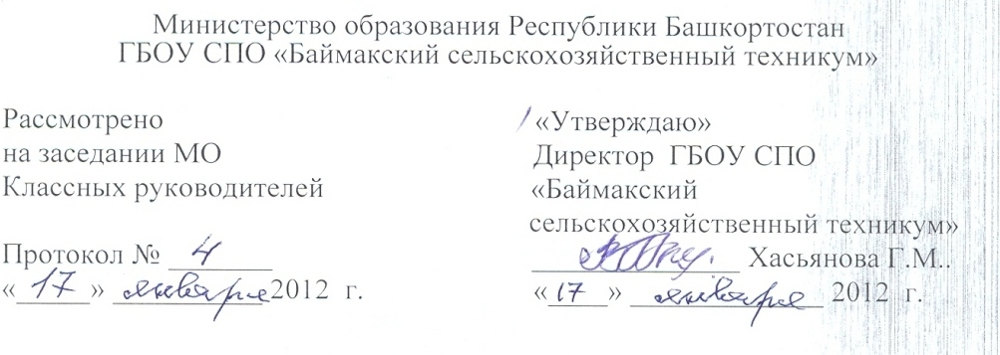 Министерство образования Республики Башкортостан
ГБОУ СПО «Баймакский сельскохозяйственный техникум»
Рассмотрено
на заседании МО
Классных руководителей
Протокол № 4
«17» января 2012 г.
«Утверждаю»
Директор ГБОУ СПО
«Баймакский
сельскохозяйственный техникум»
Хасьянова Г.М..
«17» января 2012 г.